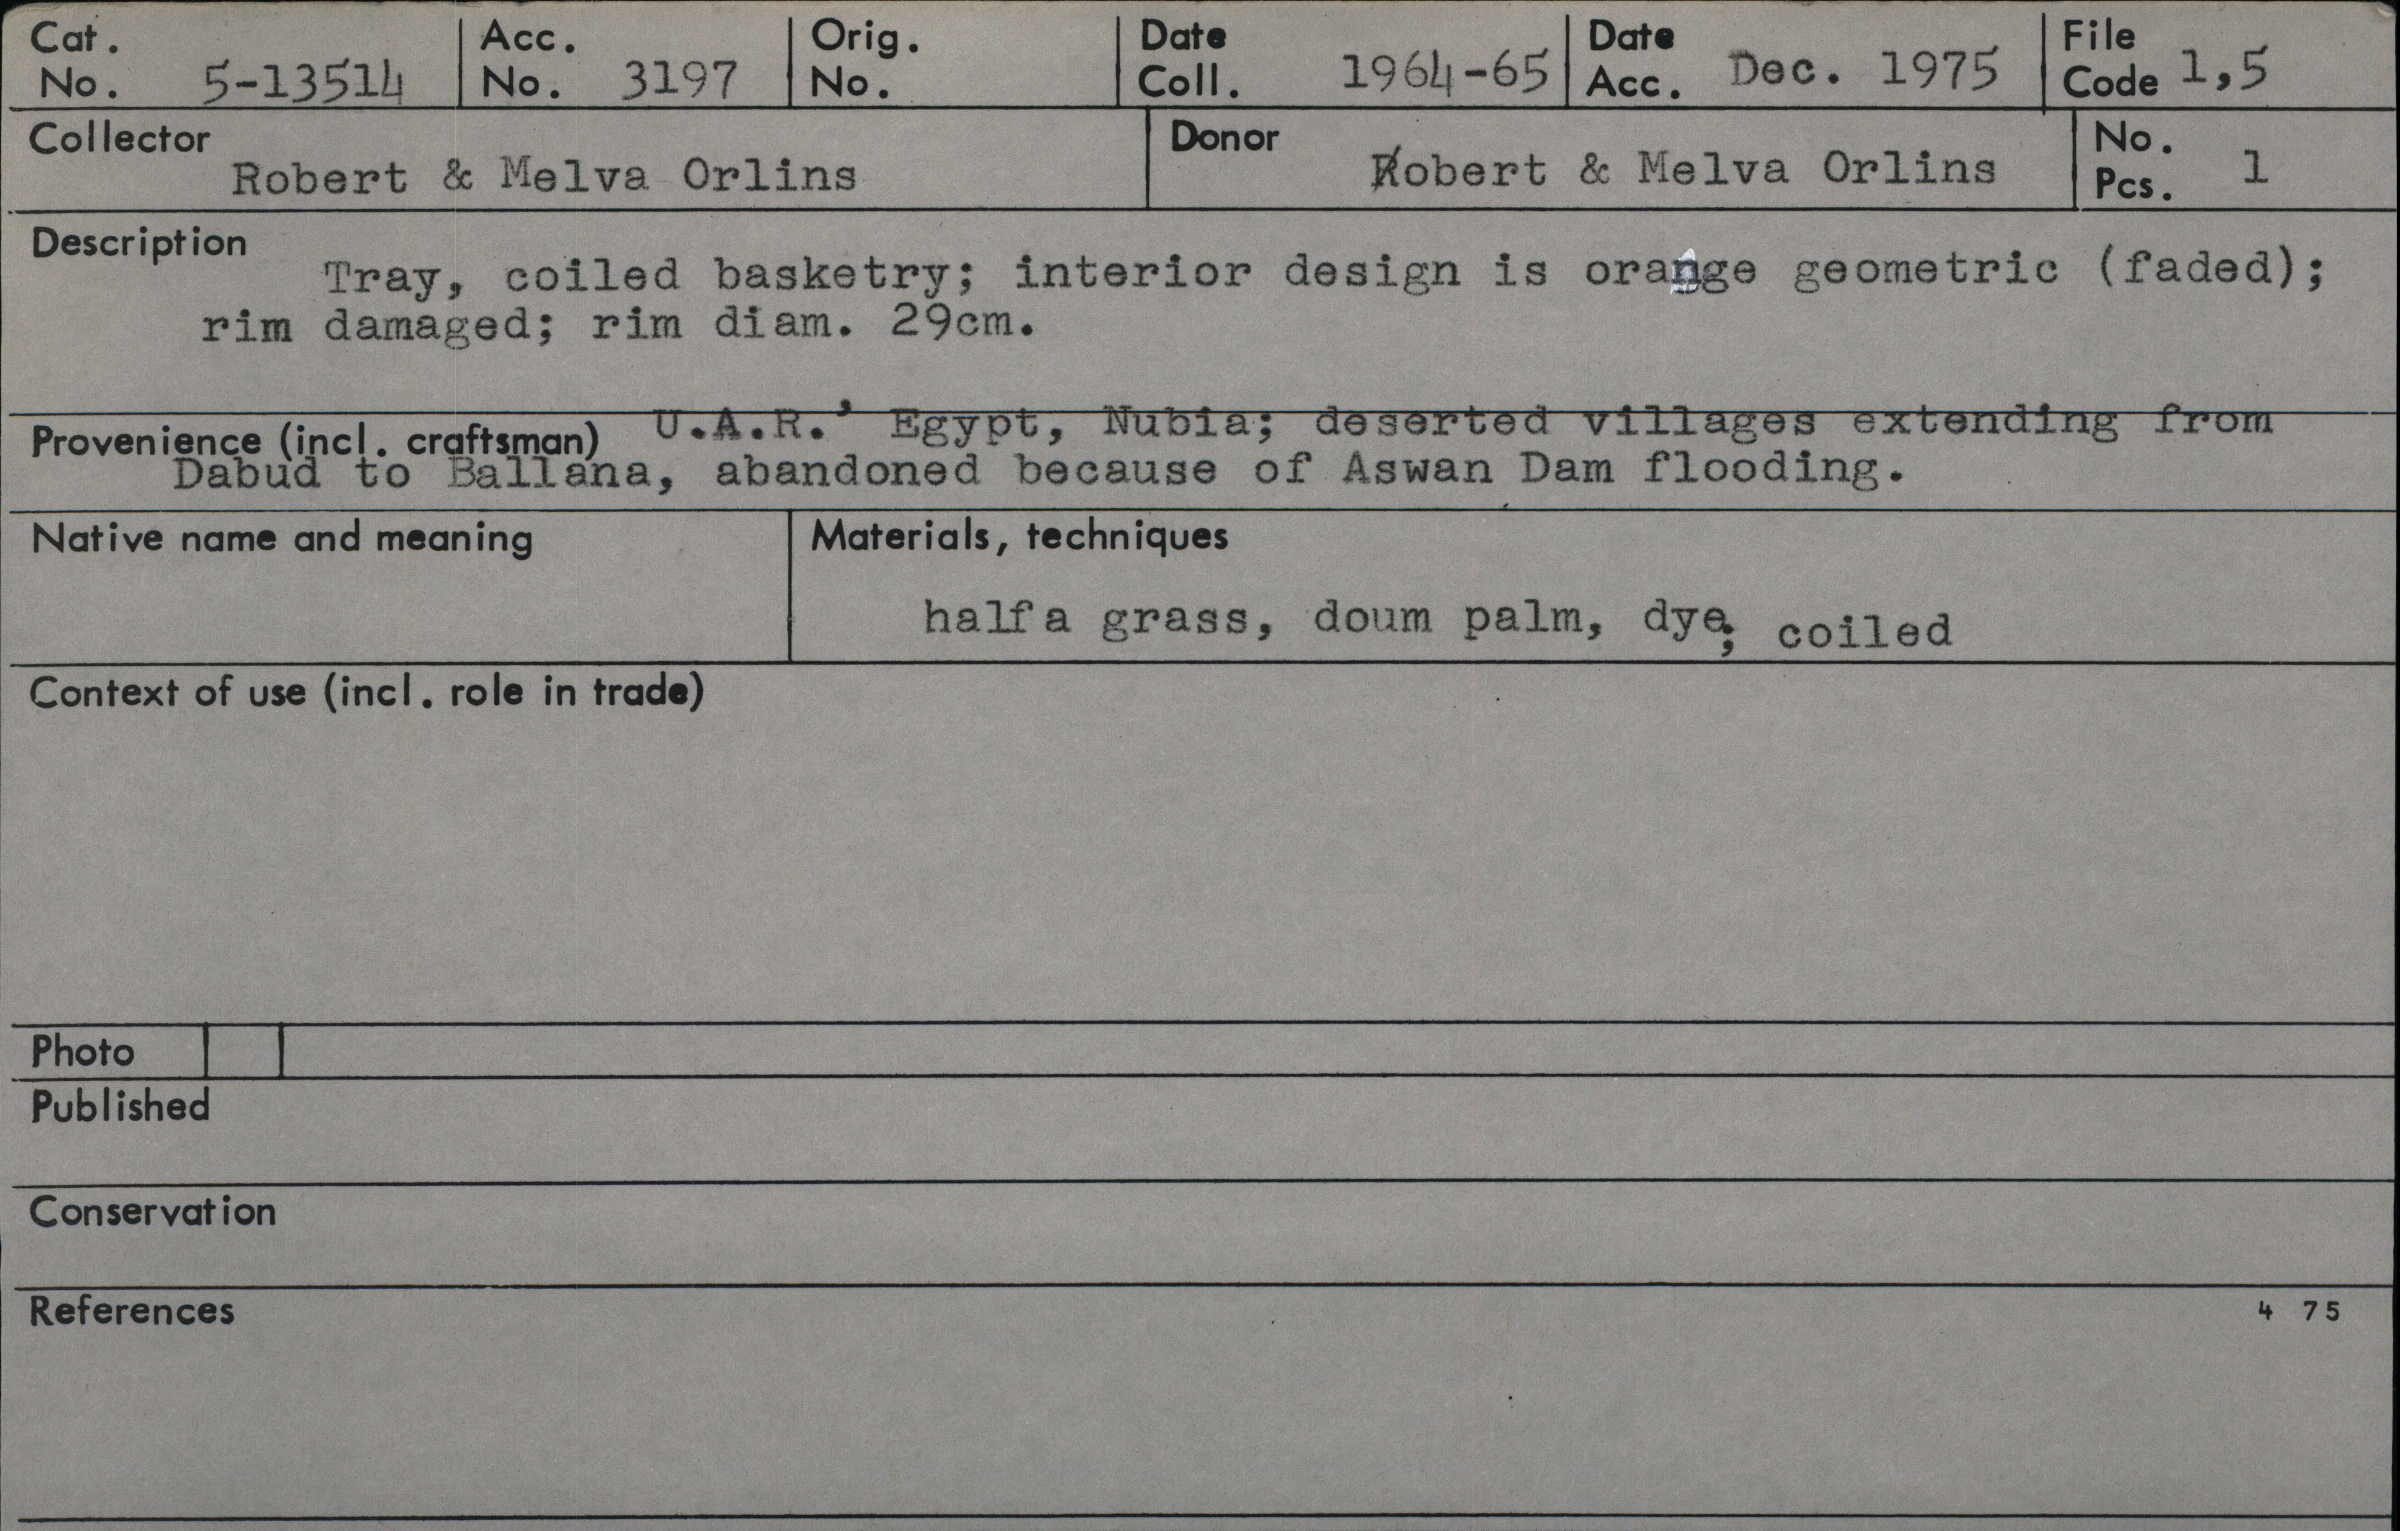 Cat. No. 5-13514 Acc. No. 3197 Orig. No. Date Coll. 1964-65 Date Acc. Dec. 1975 File Code 1,5
Collector Robert & Melva Orlins Donor Robert & Melva Orlins No. Pcs. 1
Description
Tray, coiled basketry; interior design is orange geometric (faded);
rim damaged; rim diam. 29cm.
Provenience (incl. craftsman) U.A.R.' Egypt, Nubia; deserted villages extending from
Dabud to Ballana, abandoned because of Aswan Dam flooding.
Native name and meaning Materials, techniques
halfa grass, doum palm, dye; coiled
Context of use (incl. role in trade)
Photo
Published
Conservation
References 4 75